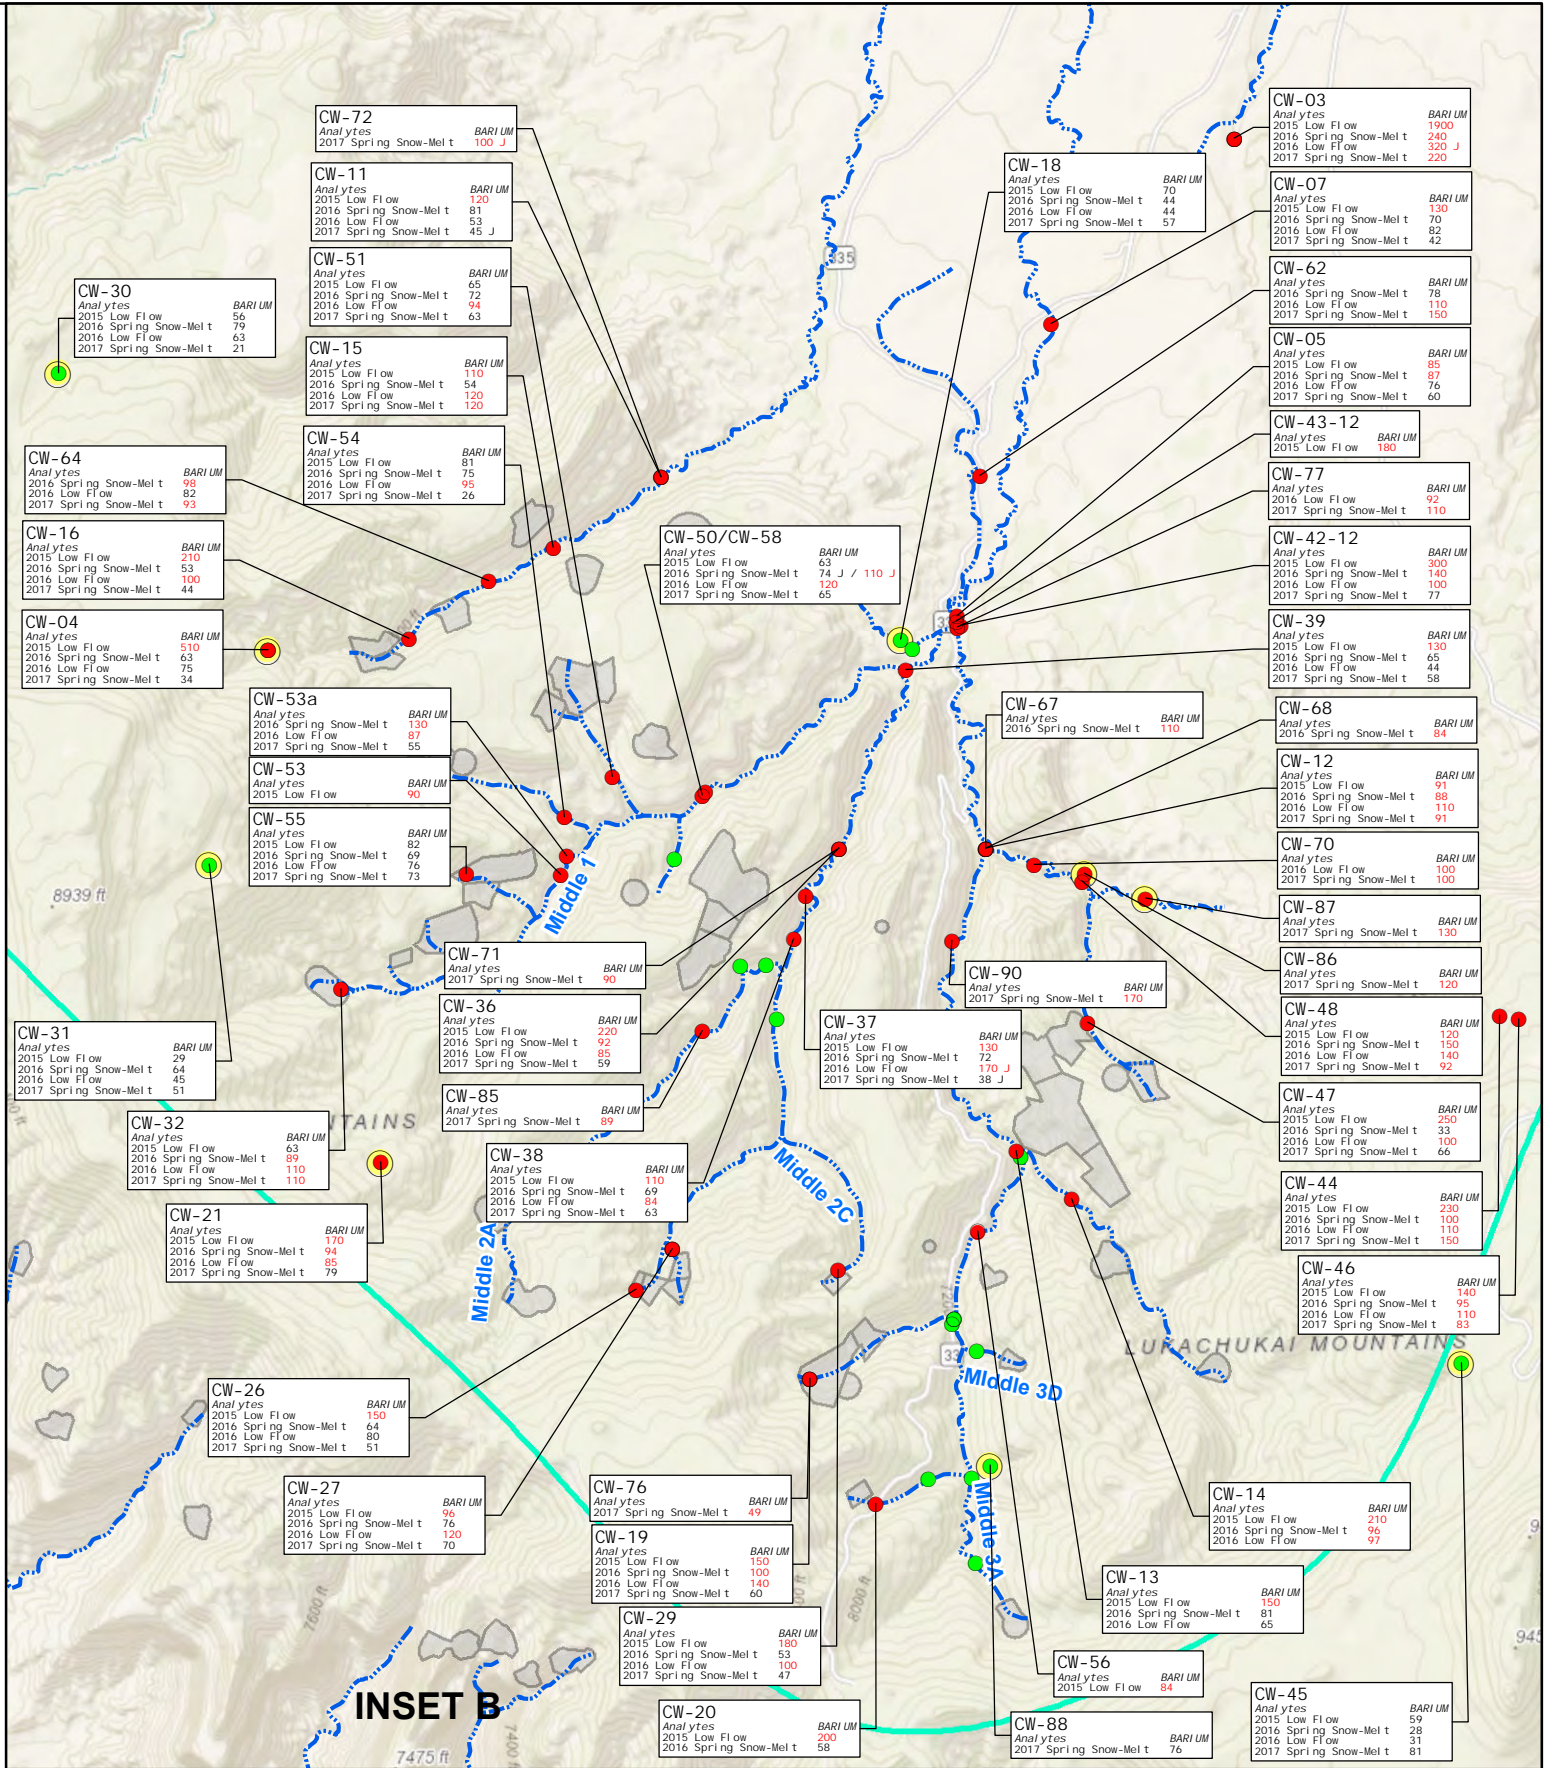 CW-72
Analytes BARIUM
2017 Spring Snow-Melt 100 J
CW-11
Analytes BARIUM
2015 Low Flow 120
2016 Spring Snow-Melt 81
2016 Low Flow 53
2017 Spring Snow-Melt 45 J
CW-51
Analytes BARIUM
2015 Low Flow 65
2016 Spring Snow-Melt 72
2016 Low Flow 94
2017 Spring Snow-Melt 63
CW-30
Analytes BARIUM
2015 Low Flow 56
2016 Spring Snow-Melt 79
2016 Low Flow 63
2017 Spring Snow-Melt 21
CW-15
Analytes BARIUM
2015 Low Flow 110
2016 Spring Snow-Melt 54
2016 Low Flow 120
2017 Spring Snow-Melt 120
CW-54
Analytes BARIUM
2015 Low Flow 81
2016 Spring Snow-Melt 75
2016 Low Flow 95
2017 Spring Snow-Melt 26
CW-64
Analytes BARIUM
2016 Spring Snow-Melt 98
2016 Low Flow 82
2017 Spring Snow-Melt 93
CW-16
Analytes BARIUM
2015 Low Flow 210
2016 Spring Snow-Melt 53
2016 Low Flow 100
2017 Spring Snow-Melt 44
CW-04
Analytes BARIUM
2015 Low Flow 510
2016 Spring Snow-Melt 63
2016 Low Flow 75
2017 Spring Snow-Melt 34
CW-50/CW-58
Analytes BARIUM
2015 Low Flow 63
2016 Spring Snow-Melt 74 J / 110 J
2016 Low Flow 120
2017 Spring Snow-Melt 65
CW-18
Analytes BARIUM
2015 Low Flow 70
2016 Spring Snow-Melt 44
2016 Low Flow 44
2017 Spring Snow-Melt 57
335
CW-03
Analytes BARIUM
2015 Low Flow 1900
2016 Spring Snow-Melt 240
2016 Low Flow 320 J
2017 Spring Snow-Melt 220
CW-07
Analytes BARIUM
2015 Low Flow 130
2016 Spring Snow-Melt 70
2016 Low Flow 82
2017 Spring Snow-Melt 42
CW-62
Analytes BARIUM
2016 Spring Snow-Melt 78
2016 Low Flow 110
2017 Spring Snow-Melt 150
CW-05
Analytes BARIUM
2015 Low Flow 85
2016 Spring Snow-Melt 87
2016 Low Flow 76
2017 Spring Snow-Melt 60
CW-43-12
Analytes BARIUM
2015 Low Flow 180
CW-77
Analytes BARIUM
2016 Low Flow 92
2017 Spring Snow-Melt 110
CW-42-12
Analytes BARIUM
2015 Low Flow 300
2016 Spring Snow-Melt 140
2016 Low Flow 100
2017 Spring Snow-Melt 77
CW-39
Analytes BARIUM
2015 Low Flow 130
2016 Spring Snow-Melt 65
2016 Low Flow 44
2017 Spring Snow-Melt 58
CW-53a
Analytes BARIUM
2016 Spring Snow-Melt 130
2016 Low Flow 87
2017 Spring Snow-Melt 55
CW-53
Analytes BARIUM
2015 Low Flow 90
CW-55
Analytes BARIUM
2015 Low Flow 82
2016 Spring Snow-Melt 69
2016 Low Flow 76
2017 Spring Snow-Melt 73
Middle 1
8939 ft
CW-67
Analytes BARIUM
2016 Spring Snow-Melt 110
CW-68
Analytes BARIUM
2016 Spring Snow-Melt 84
CW-12
Analytes BARIUM
2015 Low Flow 91
2016 Spring Snow-Melt 88
2016 Low Flow 110
2017 Spring Snow-Melt 91
CW-70
Analytes BARIUM
2016 Low Flow 100
2017 Spring Snow-Melt 100
CW-87
Analytes BARIUM
2017 Spring Snow-Melt 130
CW-86
Analytes BARIUM
2017 Spring Snow-Melt 120
CW-48
Analytes BARIUM
2015 Low Flow 120
2016 Spring Snow-Melt 150
2016 Low Flow 140
2017 Spring Snow-Melt 92
CW-47
Analytes BARIUM
2015 Low Flow 250
2016 Spring Snow-Melt 33
2016 Low Flow 100
2017 Spring Snow-Melt 66
CW-44
Analytes BARIUM
2015 Low Flow 230
2016 Spring Snow-Melt 100
2016 Low Flow 110
2017 Spring Snow-Melt 150
CW-46
Analytes BARIUM
2015 Low Flow 140
2016 Spring Snow-Melt 95
2016 Low Flow 110
2017 Spring Snow-Melt 83
CW-71
Analytes BARIUM
2017 Spring Snow-Melt 90
CW-90
Analytes BARIUM
2017 Spring Snow-Melt 170
CW-36
Analytes BARIUM
2015 Low Flow 220
2016 Spring Snow-Melt 92
2016 Low Flow 85
2017 Spring Snow-Melt 59
CW-37
Analytes BARIUM
2015 Low Flow 130
2016 Spring Snow-Melt 72
2016 Low Flow 170 J
2017 Spring Snow-Melt 38 J
CW-31
Analytes BARIUM
2015 Low Flow 29
2016 Spring Snow-Melt 64
2016 Low Flow 45
2017 Spring Snow-Melt 51
CW-85
Analytes BARIUM
2017 Spring Snow-Melt 89
CW-32
Analytes BARIUM
2015 Low Flow 63
2016 Spring Snow-Melt 89
2016 Low Flow 110
2017 Spring Snow-Melt 110
NTAINS
CW-38
Analytes BARIUM
2015 Low Flow 110
2016 Spring Snow-Melt 69
2016 Low Flow 84
2017 Spring Snow-Melt 63
Middle 2C
CW-21
Analytes BARIUM
2015 Low Flow 170
2016 Spring Snow-Melt 94
2016 Low Flow 85
2017 Spring Snow-Melt 79
Middle 2A
LUKACHUKAI MOUNTAINS
33
MIddle 3D
CW-26
Analytes BARIUM
2015 Low Flow 150
2016 Spring Snow-Melt 64
2016 Low Flow 80
2017 Spring Snow-Melt 51
CW-27
Analytes BARIUM
2015 Low Flow 96
2016 Spring Snow-Melt 76
2016 Low Flow 120
2017 Spring Snow-Melt 70
CW-76
Analytes BARIUM
2017 Spring Snow-Melt 49
CW-19
Analytes BARIUM
2015 Low Flow 150
2016 Spring Snow-Melt 100
2016 Low Flow 140
2017 Spring Snow-Melt 60
Middle 3A
8000 ft
CW-14
Analytes BARIUM
2015 Low Flow 210
2016 Spring Snow-Melt 96
2016 Low Flow 97
CW-13
Analytes BARIUM
2015 Low Flow 150
2016 Spring Snow-Melt 81
2016 Low Flow 65
CW-29
Analytes BARIUM
2015 Low Flow 180
2016 Spring Snow-Melt 53
2016 Low Flow 100
2017 Spring Snow-Melt 47
CW-56
Analytes BARIUM
2015 Low Flow 84
7600 ft
INSET B
7475 ft
7400 ft
CW-20
Analytes BARIUM
2015 Low Flow 200
2016 Spring Snow-Melt 58
CW-88
Analytes BARIUM
2017 Spring Snow-Melt 76
CW-45
Analytes BARIUM
2015 Low Flow 59
2016 Spring Snow-Melt 28
2016 Low Flow 31
2017 Spring Snow-Melt 81